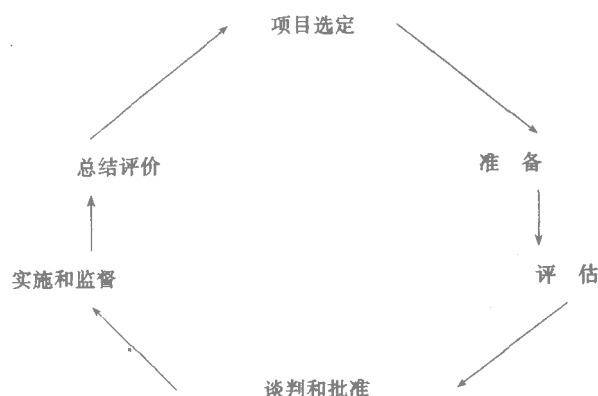 项目选定
总结评价
准 备
实施和监督
评 估
谈判和批准